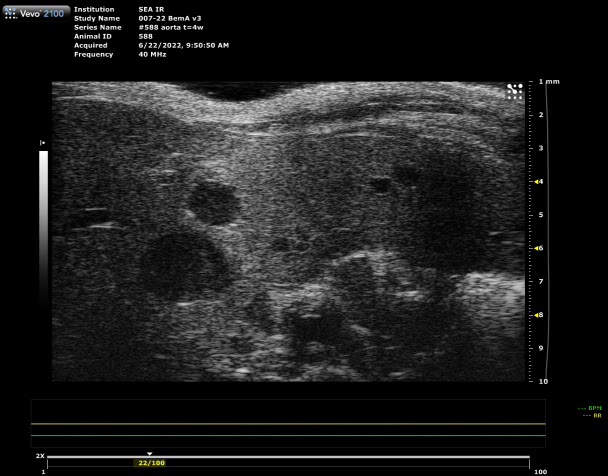 Vevo 2100
Institution SEA IR
Study Name 007-22 BemA v3
Series Name #588 aorta t=4w
Animal ID 588
Acquired 6/22/2022, 9:50:50 AM
Frequency 40 MHz
1 mm
2
3
4
5
6
7
8
9
10
--- BPM
--- RR
2X
22/100
1 100